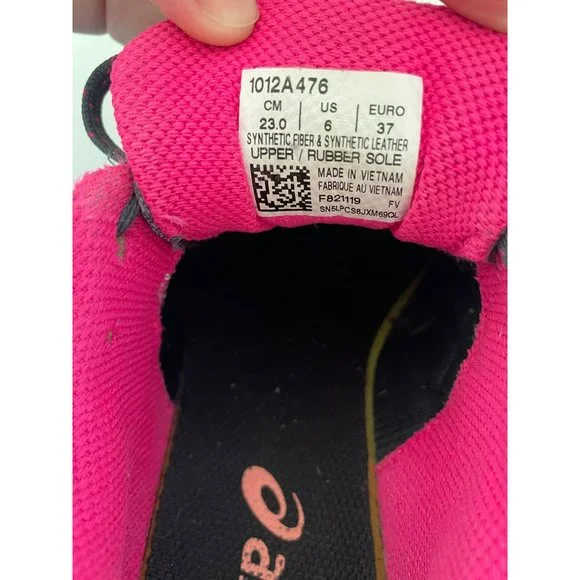 1012A476
CM US EURO
23.0 6 37
SYNTHETIC FIBER & SYNTHETIC LEATHER
UPPER / RUBBER SOLE
MADE IN VIETNAM
FABRIQUE AU VIETNAM
F821119 FV